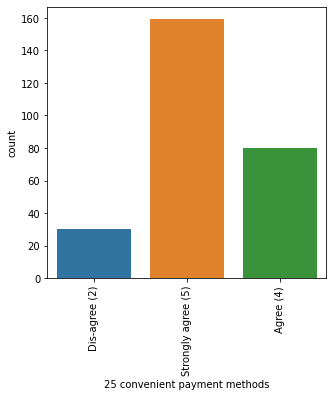 160
140
120
100
80
60
40
20
0
count
Dis-agree (2)
Strongly agree (5)
Agree (4)
25 convenient payment methods